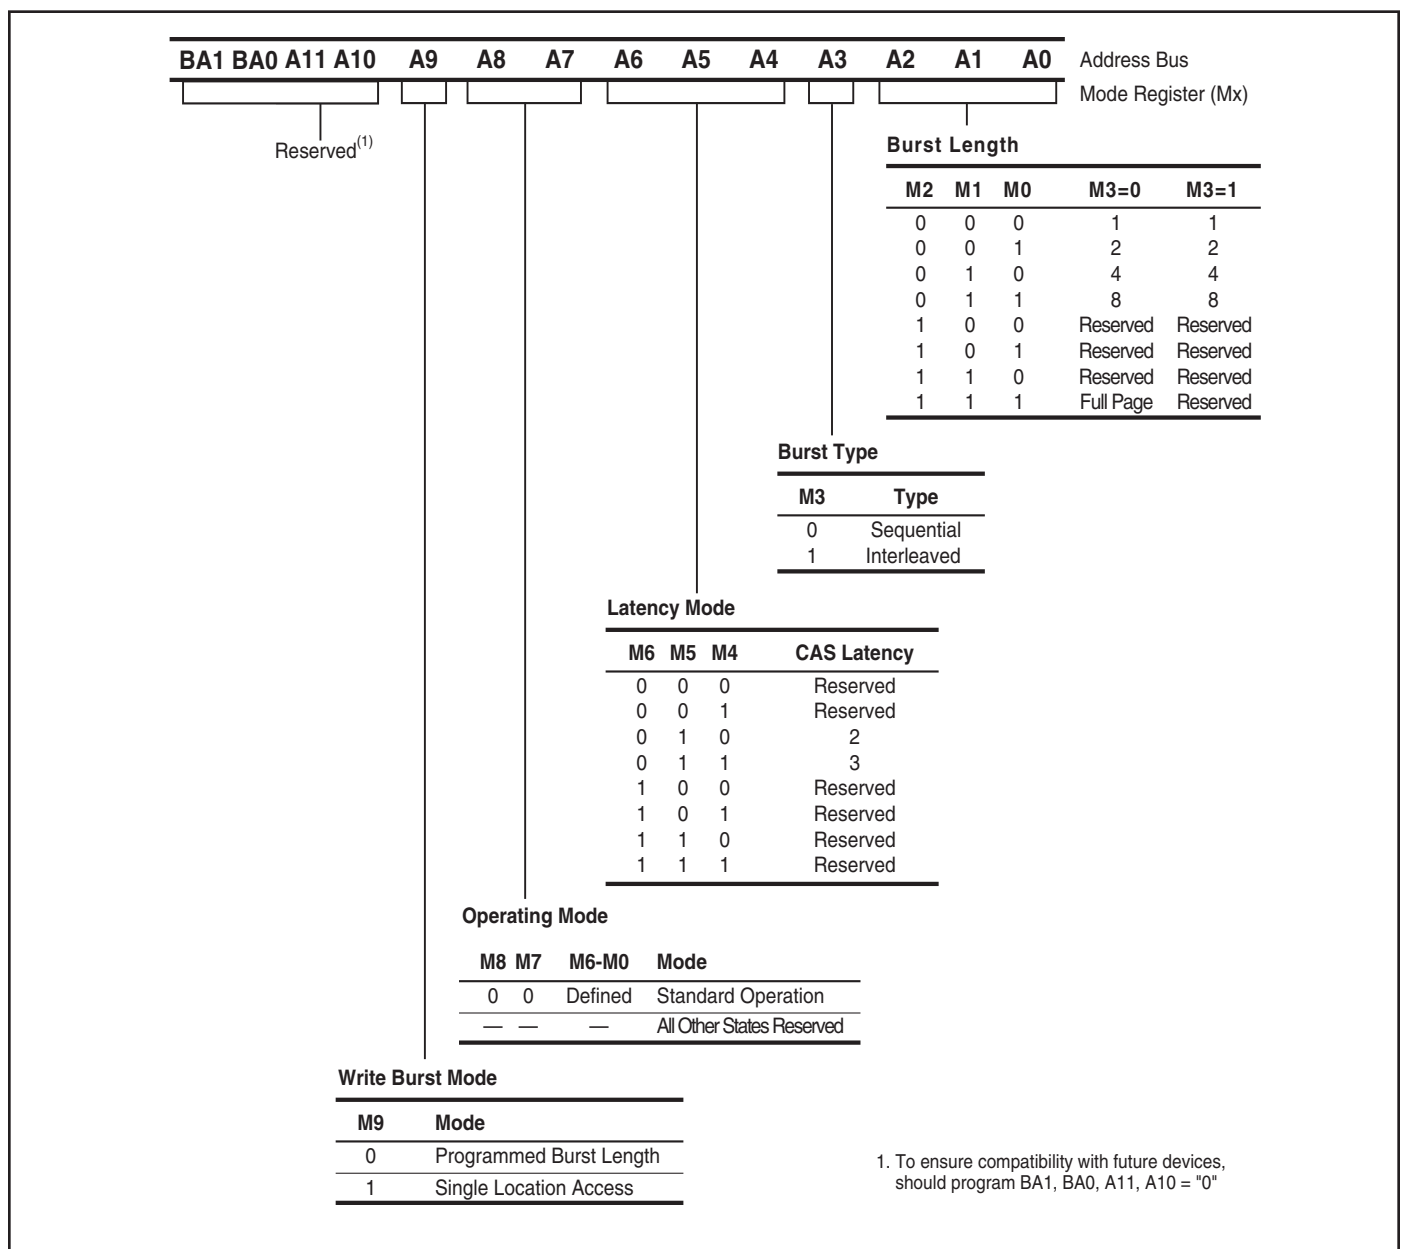 BA1 BA0 A11 A10 A9 A8 A7 A6 A5 A4 A3 A2 A1 A0 Address Bus
Mode Register (Mx)
Reserved(1)
Burst Length
M2 M1 M0 M3=0 M3=1
0 0 0 1 1
0 0 1 2 2
0 1 0 4 4
0 1 1 8 8
1 0 0 Reserved Reserved
1 0 1 Reserved Reserved
1 1 0 Reserved Reserved
1 1 1 Full Page Reserved
Burst Type
M3 Type
0 Sequential
1 Interleaved
Latency Mode
M6 M5 M4 CAS Latency
0 0 0 Reserved
0 0 1 Reserved
0 1 0 2
0 1 1 3
1 0 0 Reserved
1 0 1 Reserved
1 1 0 Reserved
1 1 1 Reserved
Operating Mode
M8 M7 M6-M0 Mode
0 0 Defined Standard Operation
— — — All Other States Reserved
Write Burst Mode
M9 Mode
0 Programmed Burst Length
1 Single Location Access
1. To ensure compatibility with future devices,
should program BA1, BA0, A11, A10 = "0"